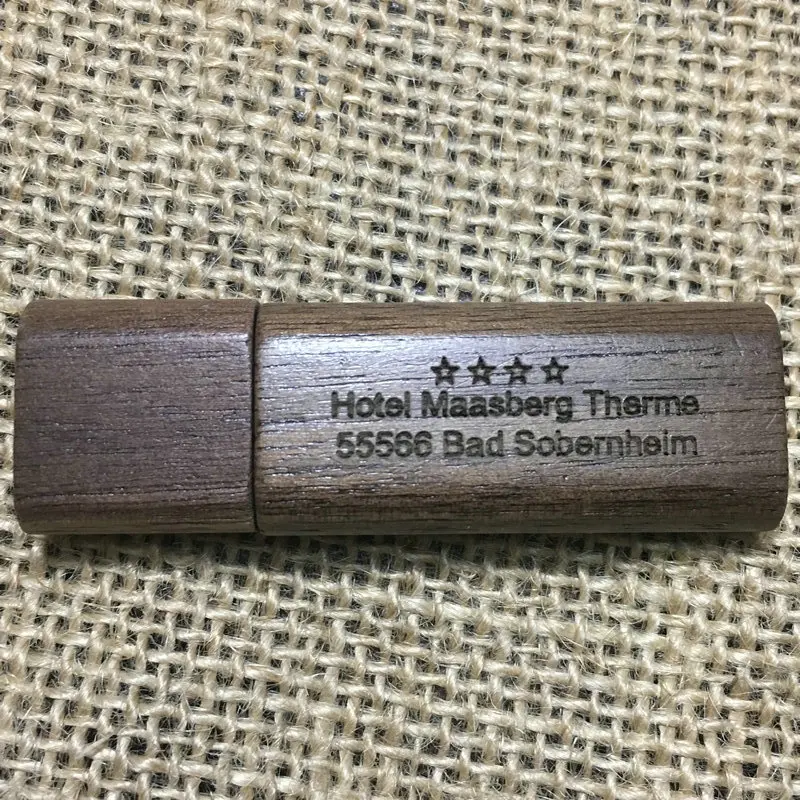 ☆☆☆☆
Hotel Maasberg Therme
55566 Bad Sobernheim